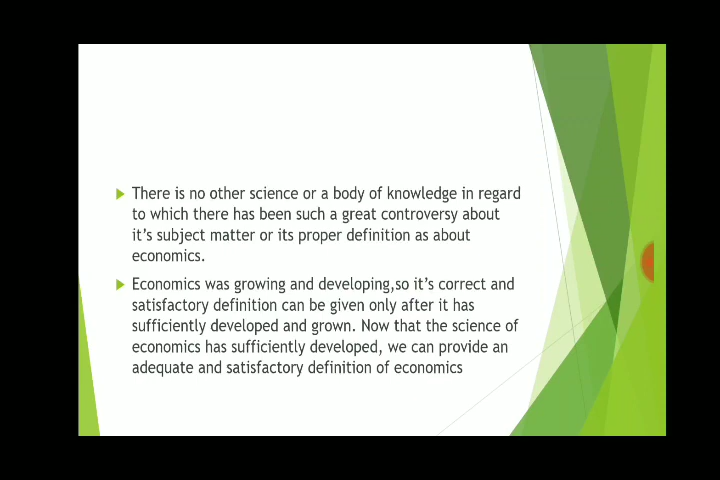 There is no other science or a body of knowledge in regard
to which there has been such a great controversy about
it's subject matter or its proper definition as about
economics.
Economics was growing and developing,so it's correct and
satisfactory definition can be given only after it has
sufficiently developed and grown. Now that the science of
economics has sufficiently developed, we can provide an
adequate and satisfactory definition of economics